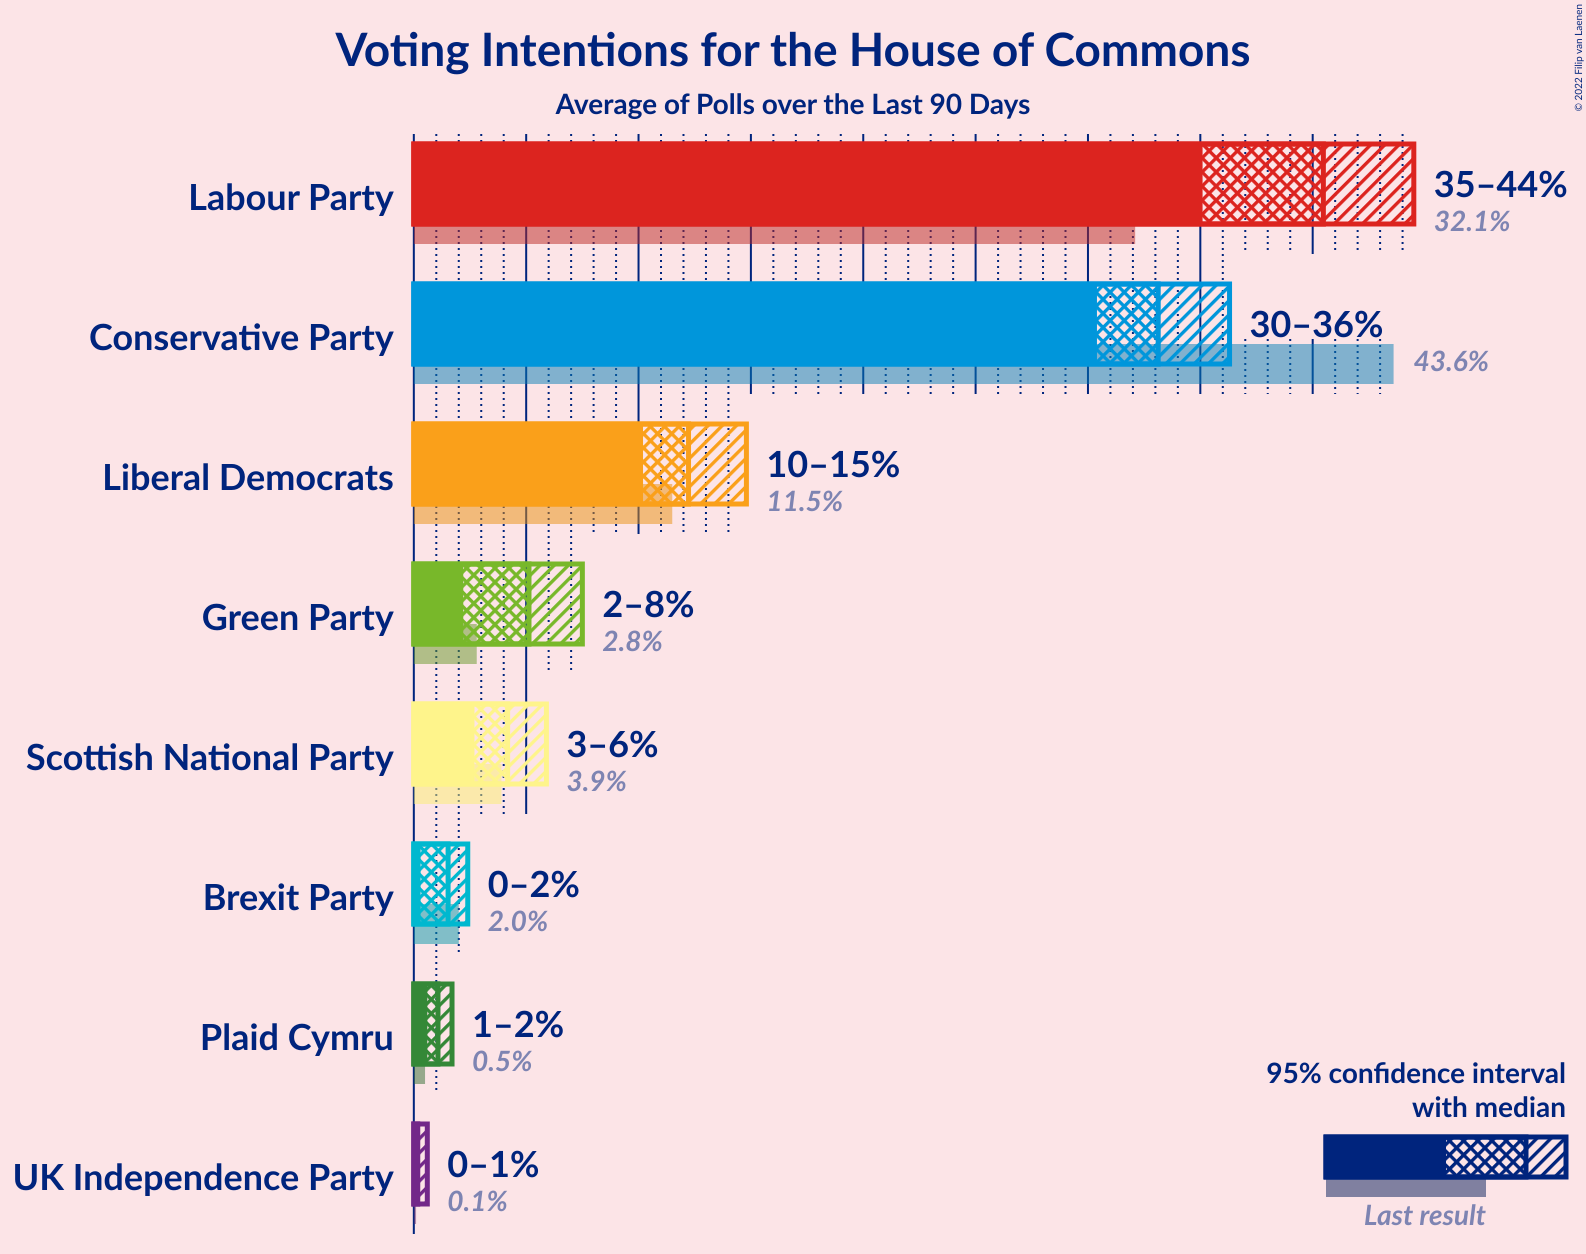 © 2022 Filip van Laenen
Voting Intentions for the House of Commons
Average of Polls over the Last 90 Days
Labour Party
35–44%
32.1%
Conservative Party
30–36%
43.6%
Liberal Democrats
10–15%
11.5%
Green Party
2–8%
2.8%
Scottish National Party
3–6%
3.9%
Brexit Party
0–2%
2.0%
Plaid Cymru
1–2%
0.5%
UK Independence Party
0–1%
0.1%
95% confidence interval
with median
Last result